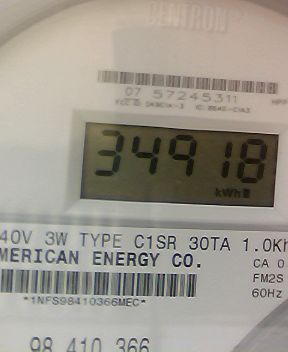 CENTRON
07 57245311
34918
kWh
40V 3W TYPE C1SR 30TA 1.0Kh
MERICAN ENERGY CO.
CA 0
FM2S
60Hz
*1NFS98410366MEC*
98 410 366